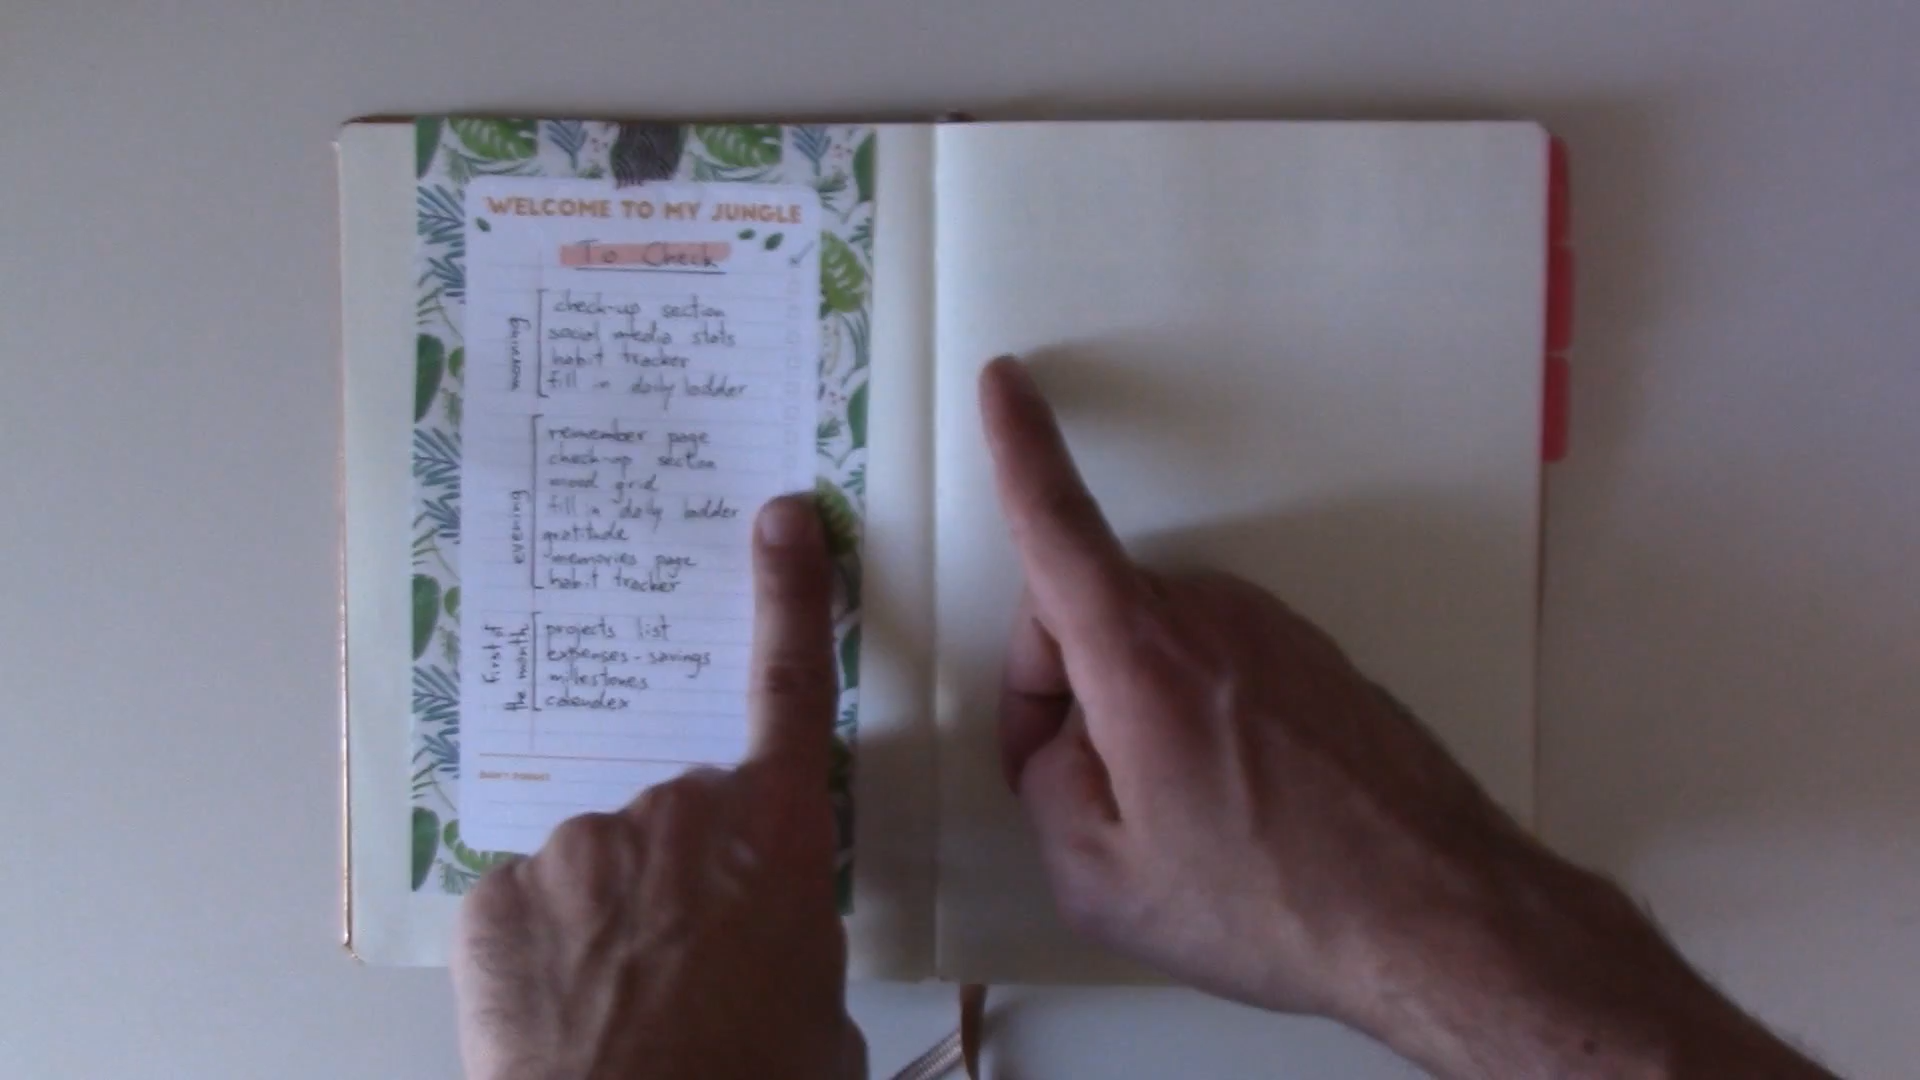 WELCOME TO MY JUNGLE
To Check
morning
check-up section
social media stats
habit tracker
fill in daily ladder
evening
remember page
check-up section
mood grid
fill in daily ladder
gratitude
memories page
habit tracker
first of
the month
projects list
expenses - savings
millestones
calendex
DON'T FORGET